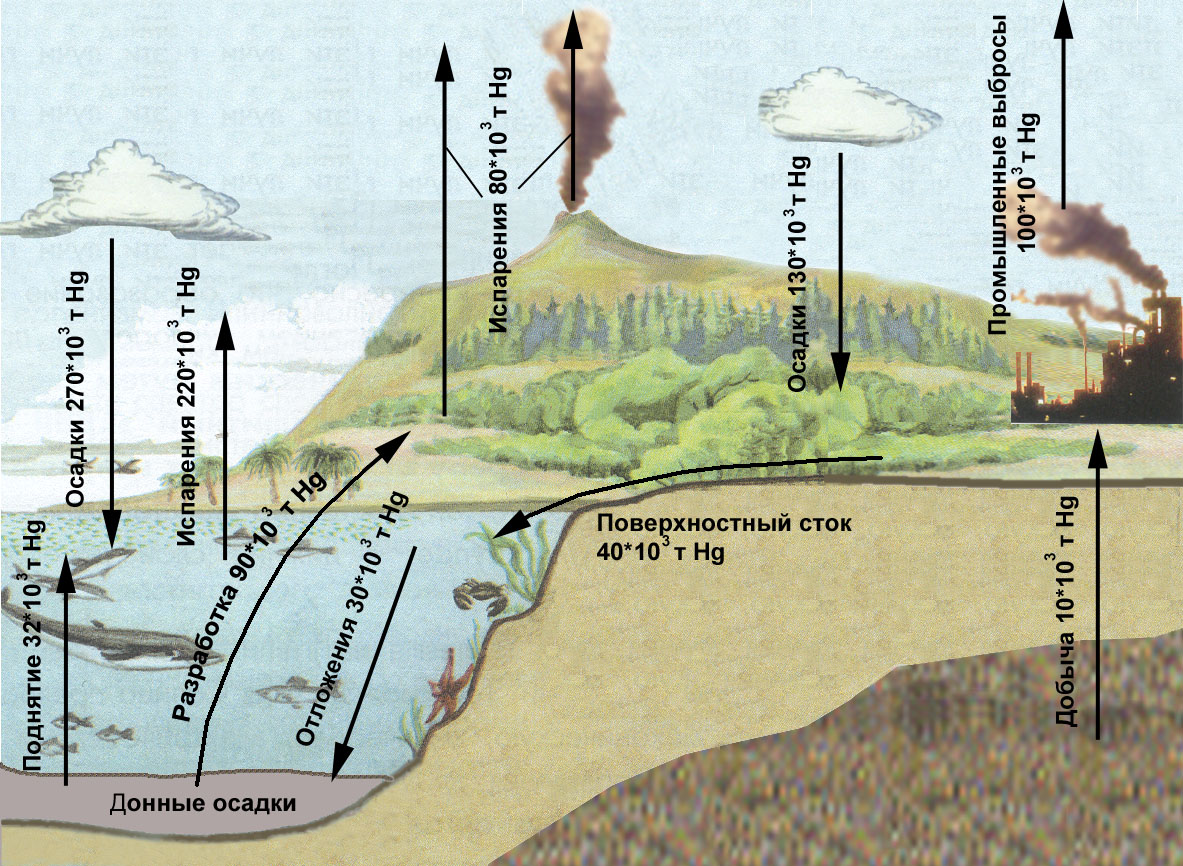 Промышленные выбросы
100*10³ т Hg
Испарения 80*10³ т Hg
Осадки 130*10³ т Hg
Осадки 270*10³ т Hg
Испарения 220*10³ т Hg
Разработка 90*10³ т Hg
Отложения 30*10³ т Hg
Поднятие 32*10³ т Hg
Поверхностный сток
40*10³ т Hg
Добыча 10*10³ т Hg
Донные осадки